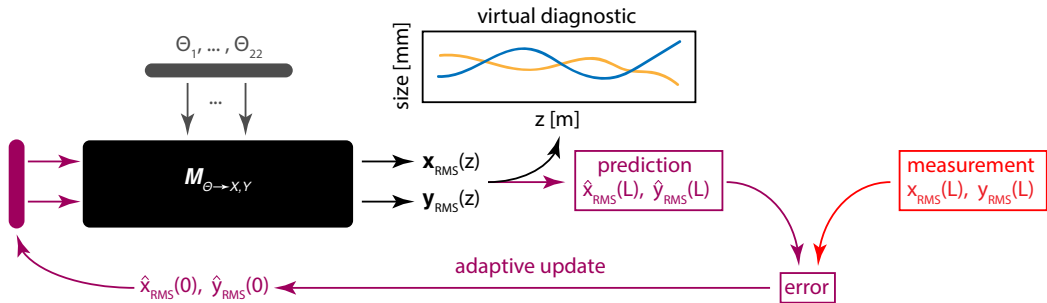 virtual diagnostic
Θ1, ... , Θ22
size [mm]
...
z [m]
MΘ→X,Y
xRMS(z)
yRMS(z)
prediction
x̂RMS(L), ŷRMS(L)
measurement
xRMS(L), yRMS(L)
adaptive update
x̂RMS(0), ŷRMS(0)
error